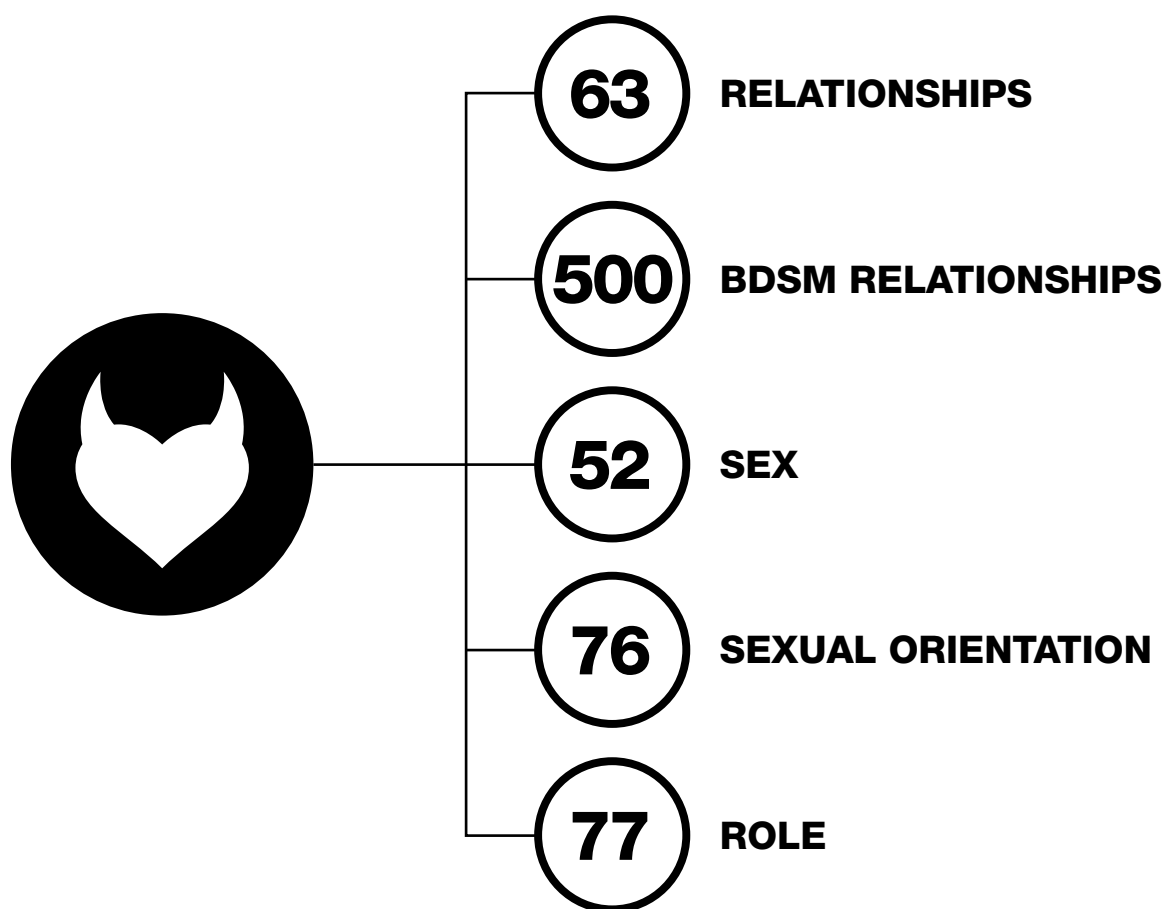 63 RELATIONSHIPS
500 BDSM RELATIONSHIPS
52 SEX
76 SEXUAL ORIENTATION
77 ROLE